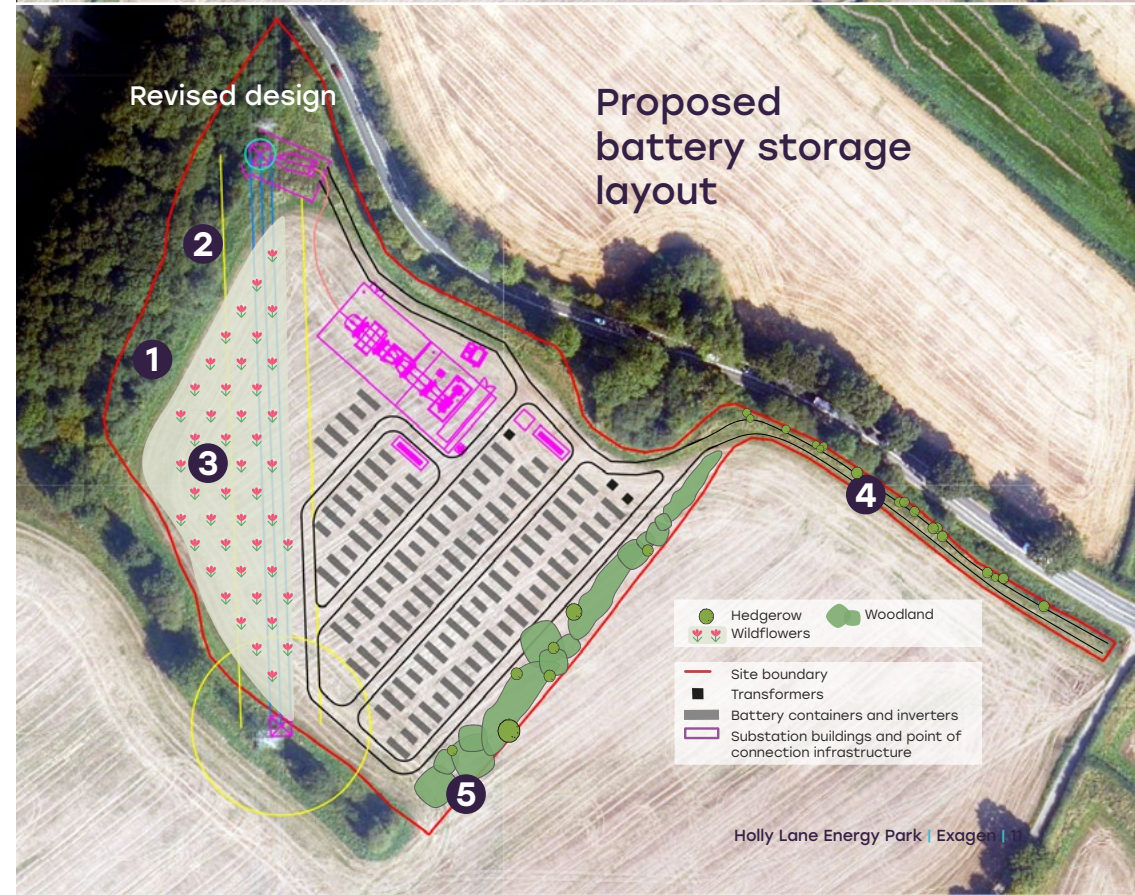 Revised design
Proposed
battery storage
layout
2
1
3
4
5
Hedgerow
Woodland
Wildflowers
Site boundary
Transformers
Battery containers and inverters
Substation buildings and point of
connection infrastructure
Holly Lane Energy Park | Exagen | 11